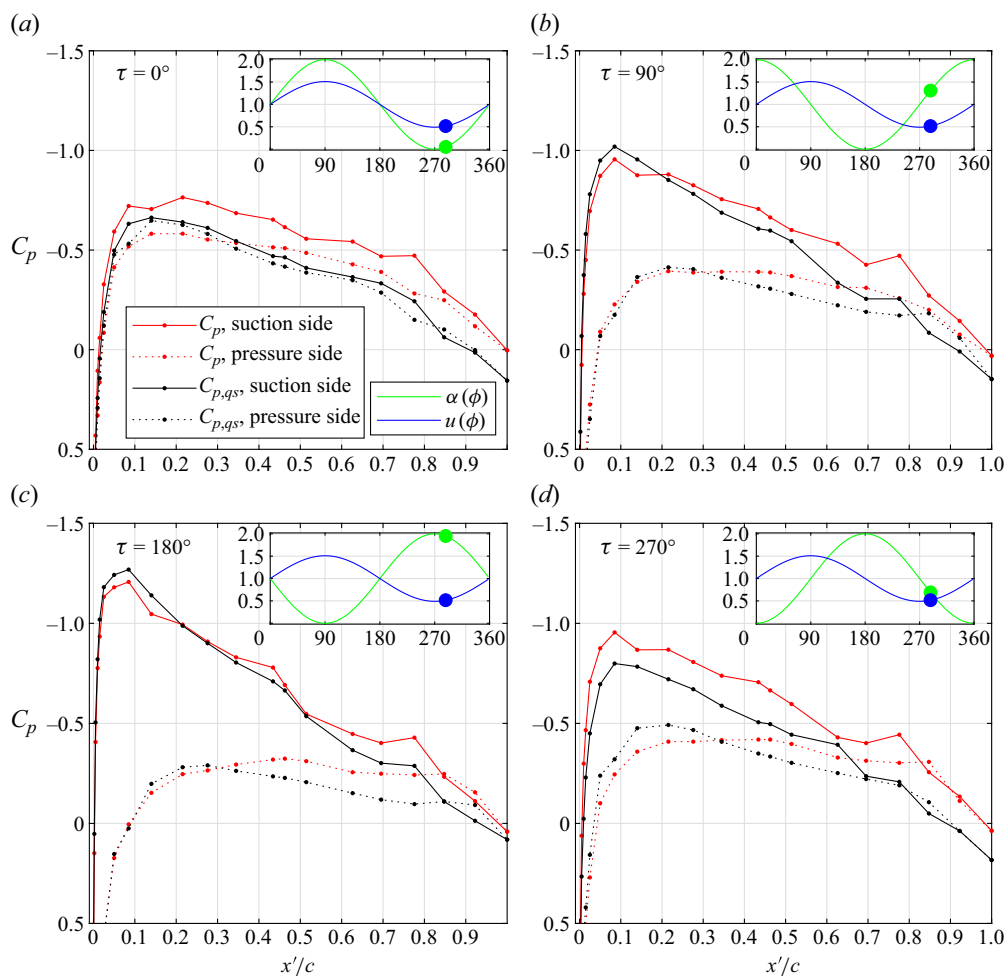 (a)
(b)
−1.5
−1.0
−0.5
0
0.5
C_p
τ = 0°
2.0
1.5
1.0
0.5
0 90 180 270 360
C_p, suction side
C_p, pressure side
C_{p,qs}, suction side
C_{p,qs}, pressure side
α(ϕ)
u(ϕ)
0 0.1 0.2 0.3 0.4 0.5 0.6 0.7 0.8 0.9
−1.5
−1.0
−0.5
0
0.5
τ = 90°
2.0
1.5
1.0
0.5
0 90 180 270 360
0 0.1 0.2 0.3 0.4 0.5 0.6 0.7 0.8 0.9 1.0
(c)
(d)
−1.5
−1.0
−0.5
0
0.5
C_p
τ = 180°
2.0
1.5
1.0
0.5
0 90 180 270 360
0 0.1 0.2 0.3 0.4 0.5 0.6 0.7 0.8 0.9
x′/c
−1.5
−1.0
−0.5
0
0.5
τ = 270°
2.0
1.5
1.0
0.5
0 90 180 270 360
0 0.1 0.2 0.3 0.4 0.5 0.6 0.7 0.8 0.9 1.0
x′/c